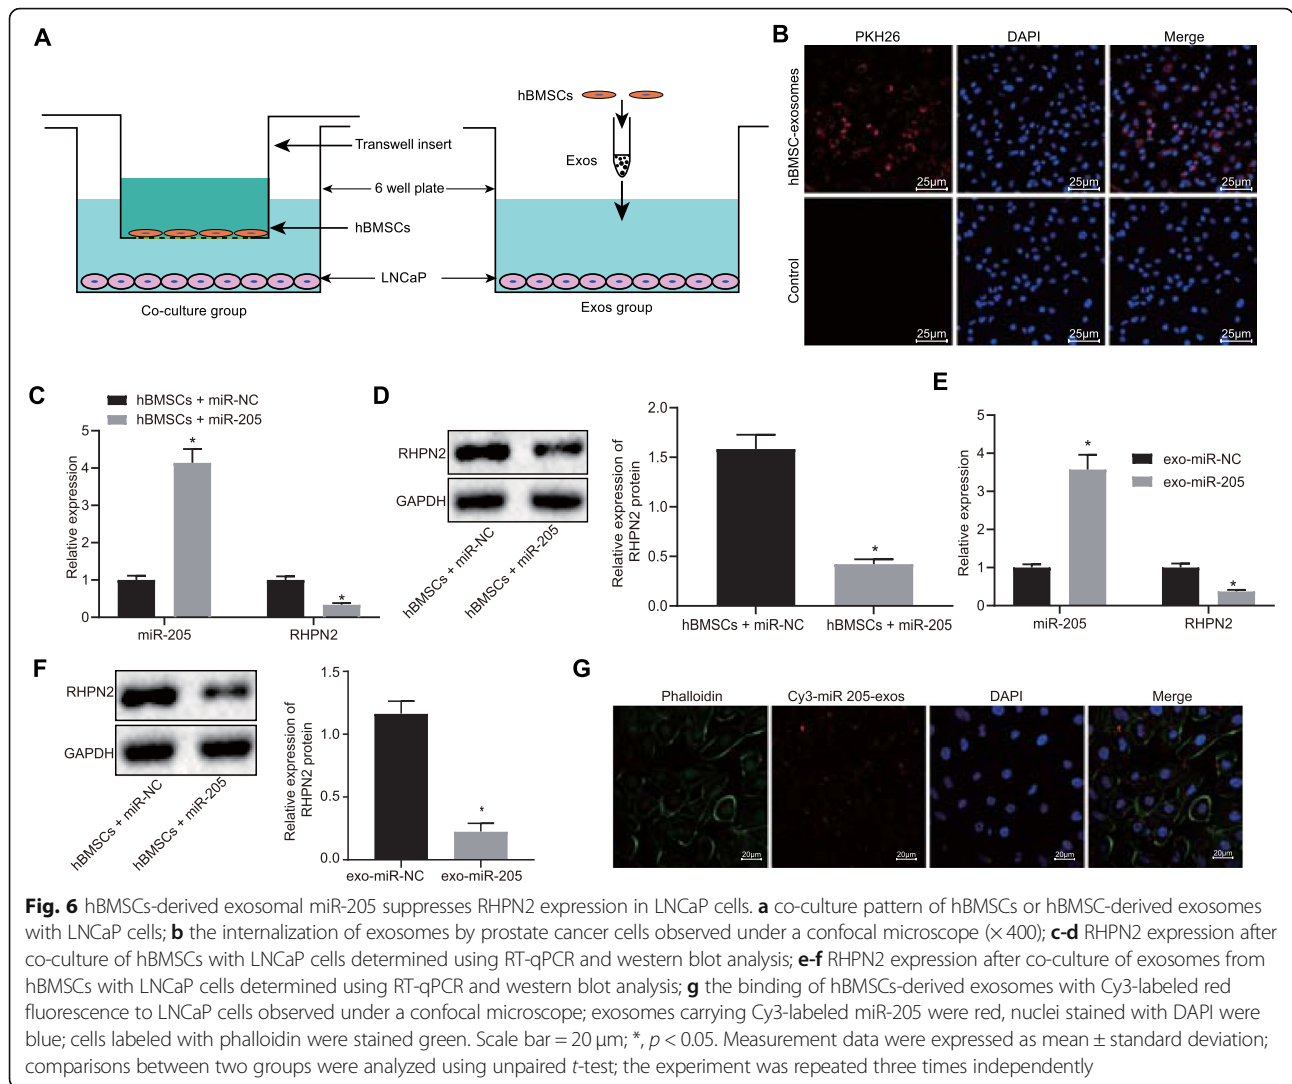 A
hBMSCs
Exos
Transwell insert
6 well plate
hBMSCs
LNCaP
Co-culture group
Exos group
B
PKH26
DAPI
Merge
hBMSC-exosomes
25µm
25µm
25µm
Control
25µm
25µm
25µm
C
hBMSCs + miR-NC
hBMSCs + miR-205
Relative expression
5
4
3
2
1
0
*
*
miR-205
RHPN2
D
RHPN2
GAPDH
hBMSCs + miR-NC
hBMSCs + miR-205
Relative expression of
RHPN2 protein
2.0
1.5
1.0
0.5
0.0
*
hBMSCs + miR-NC
hBMSCs + miR-205
E
Relative expression
5
4
3
2
1
0
*
*
exo-miR-NC
exo-miR-205
miR-205
RHPN2
F
RHPN2
GAPDH
hBMSCs + miR-NC
hBMSCs + miR-205
Relative expression of
RHPN2 protein
1.5
1.0
0.5
0.0
*
exo-miR-NC
exo-miR-205
G
Phalloidin
Cy3-miR 205-exos
DAPI
Merge
20µm
20µm
20µm
20µm
Fig. 6 hBMSCs-derived exosomal miR-205 suppresses RHPN2 expression in LNCaP cells. a co-culture pattern of hBMSCs or hBMSC-derived exosomes
with LNCaP cells; b the internalization of exosomes by prostate cancer cells observed under a confocal microscope (× 400); c-d RHPN2 expression after
co-culture of hBMSCs with LNCaP cells determined using RT-qPCR and western blot analysis; e-f RHPN2 expression after co-culture of exosomes from
hBMSCs with LNCaP cells determined using RT-qPCR and western blot analysis; g the binding of hBMSCs-derived exosomes with Cy3-labeled red
fluorescence to LNCaP cells observed under a confocal microscope; exosomes carrying Cy3-labeled miR-205 were red, nuclei stained with DAPI were
blue; cells labeled with phalloidin were stained green. Scale bar = 20 µm; *, p < 0.05. Measurement data were expressed as mean ± standard deviation;
comparisons between two groups were analyzed using unpaired t-test; the experiment was repeated three times independently